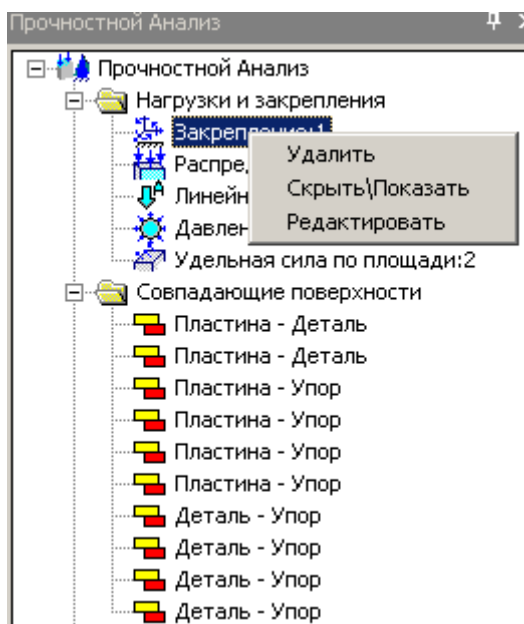 Прочностной Анализ
Прочностной Анализ
Нагрузки и закрепления
Закрепление:1
Удалить
Скрыть\Показать
Редактировать
Удельная сила по площади:2
Совпадающие поверхности
Пластина - Деталь
Пластина - Деталь
Пластина - Упор
Пластина - Упор
Пластина - Упор
Пластина - Упор
Деталь - Упор
Деталь - Упор
Деталь - Упор
Деталь - Упор